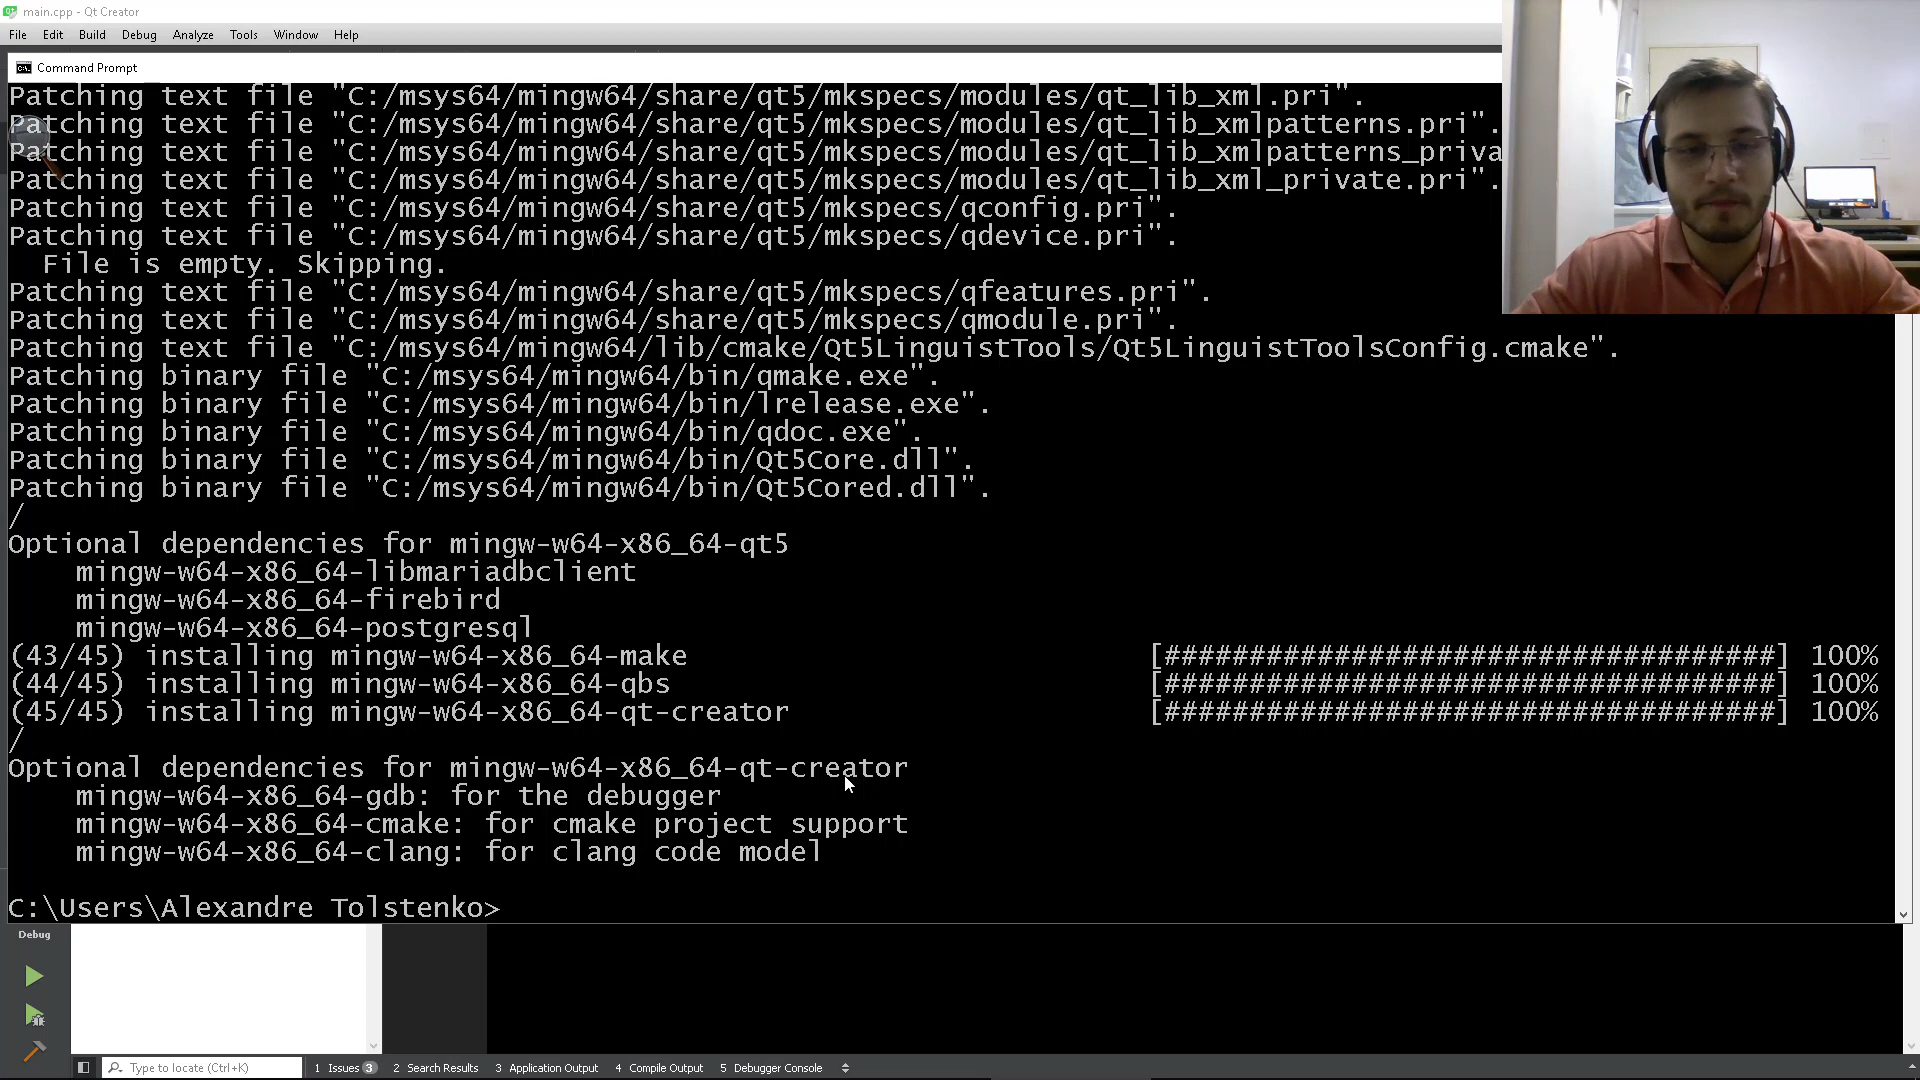 main.cpp - Qt Creator
File Edit Build Debug Analyze Tools Window Help
Command Prompt
Patching text file "C:/msys64/mingw64/share/qt5/mkspecs/modules/qt_lib_xml.pri".
Patching text file "C:/msys64/mingw64/share/qt5/mkspecs/modules/qt_lib_xmlpatterns.pri".
Patching text file "C:/msys64/mingw64/share/qt5/mkspecs/modules/qt_lib_xmlpatterns_priva
Patching text file "C:/msys64/mingw64/share/qt5/mkspecs/modules/qt_lib_xml_private.pri".
Patching text file "C:/msys64/mingw64/share/qt5/mkspecs/qconfig.pri".
Patching text file "C:/msys64/mingw64/share/qt5/mkspecs/qdevice.pri".
File is empty. Skipping.
Patching text file "C:/msys64/mingw64/share/qt5/mkspecs/qfeatures.pri".
Patching text file "C:/msys64/mingw64/share/qt5/mkspecs/qmodule.pri".
Patching text file "C:/msys64/mingw64/lib/cmake/Qt5LinguistTools/Qt5LinguistToolsConfig.cmake".
Patching binary file "C:/msys64/mingw64/bin/qmake.exe".
Patching binary file "C:/msys64/mingw64/bin/lrelease.exe".
Patching binary file "C:/msys64/mingw64/bin/qdoc.exe".
Patching binary file "C:/msys64/mingw64/bin/Qt5Core.dll".
Patching binary file "C:/msys64/mingw64/bin/Qt5Cored.dll".
/
Optional dependencies for mingw-w64-x86_64-qt5
mingw-w64-x86_64-libmariadbclient
mingw-w64-x86_64-firebird
mingw-w64-x86_64-postgresql
(43/45) installing mingw-w64-x86_64-make [####################################] 100%
(44/45) installing mingw-w64-x86_64-qbs [####################################] 100%
(45/45) installing mingw-w64-x86_64-qt-creator [####################################] 100%
/
Optional dependencies for mingw-w64-x86_64-qt-creator
mingw-w64-x86_64-gdb: for the debugger
mingw-w64-x86_64-cmake: for cmake project support
mingw-w64-x86_64-clang: for clang code model
C:\Users\Alexandre Tolstenko>
Debug
Type to locate (Ctrl+K) 1 Issues 3 2 Search Results 3 Application Output 4 Compile Output 5 Debugger Console